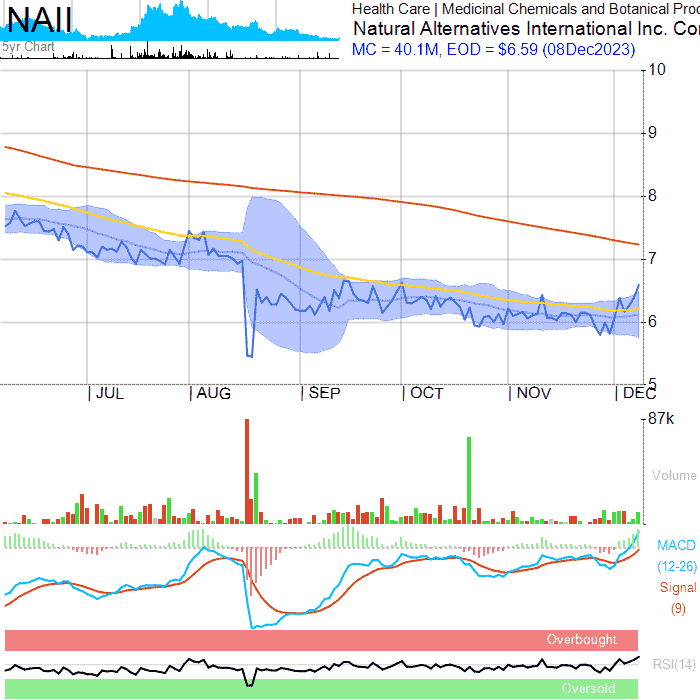 NAII
5yr Chart
Health Care | Medicinal Chemicals and Botanical Proc
Natural Alternatives International Inc. Cor
MC = 40.1M, EOD = $6.59 (08Dec2023)
10
9
8
7
6
5
JUL AUG SEP OCT NOV DEC
87k
Volume
MACD
(12-26)
Signal
(9)
Overbought
RSI(14)
Oversold